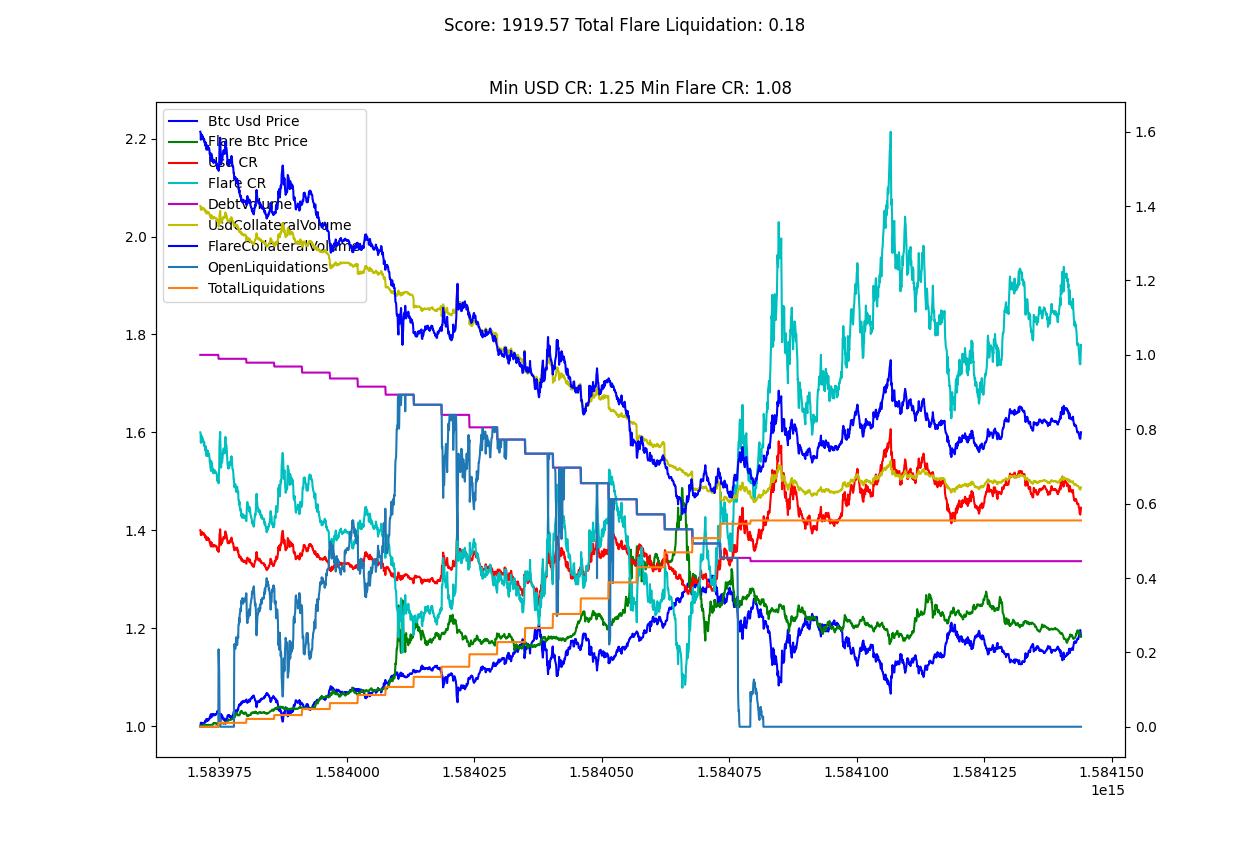 Score: 1919.57 Total Flare Liquidation: 0.18
Min USD CR: 1.25 Min Flare CR: 1.08
Btc Usd Price
Flare Btc Price
Usd CR
Flare CR
DebtVolume
UsdCollateralVolume
FlareCollateralVolume
OpenLiquidations
TotalLiquidations
2.2
2.0
1.8
1.6
1.4
1.2
1.0
1.6
1.4
1.2
1.0
0.8
0.6
0.4
0.2
0.0
1.583975
1.584000
1.584025
1.584050
1.584075
1.584100
1.584125
1.584150
1e15